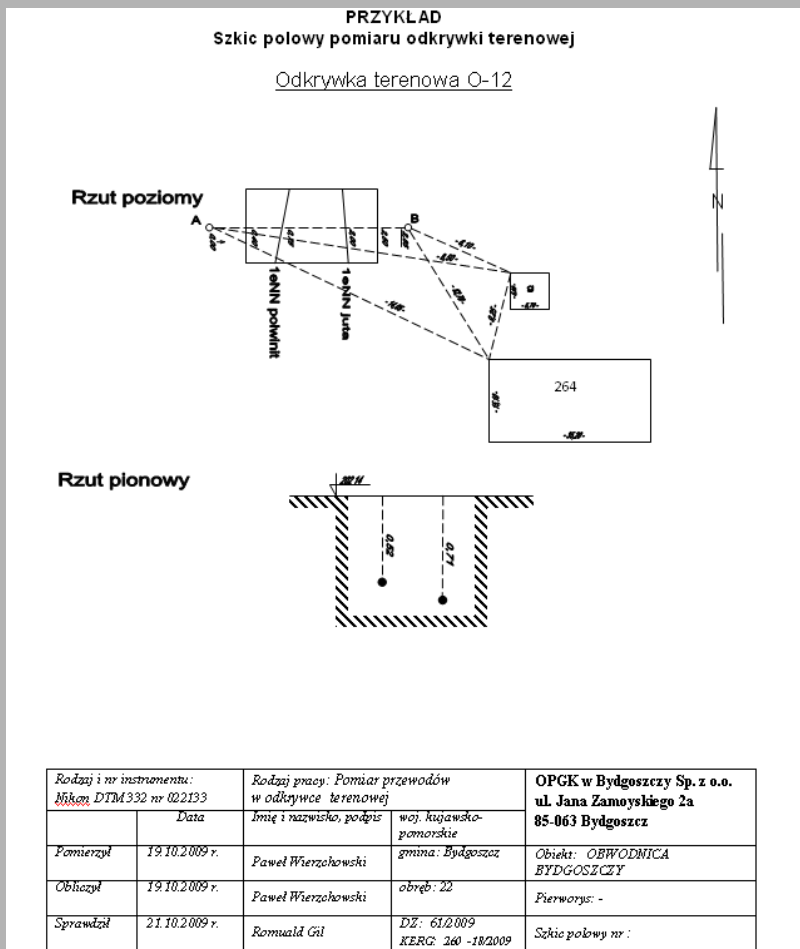 PRZYKŁAD
Szkic polowy pomiaru odkrywki terenowej
Odkrywka terenowa O-12
N
Rzut poziomy
A
B
1eNN polwinit
1eNN juta
g
264
Rzut pionowy
0,62
0,71
Rodzaj i nr instrumentu:
Nikon DTM332 nr 022133
Rodzaj pracy: Pomiar przewodów
w odkrywce terenowej
OPGK w Bydgoszczy Sp. z o.o.
ul. Jana Zamoyskiego 2a
85-063 Bydgoszcz
Data
Imię i nazwisko, podpis
woj. kujawsko-
pomorskie
Pomierzył
19.10.2009 r.
Paweł Wierzchowski
gmina: Bydgoszcz
Obiekt: OBWODNICA
BYDGOSZCZY
Obliczył
19.10.2009 r.
Paweł Wierzchowski
obręb: 22
Pierworys: -
Sprawdził
21.10.2009 r.
Romuald Gil
DZ: 61/2009
KERG: 260 -18/2009
Szkic polowy nr :